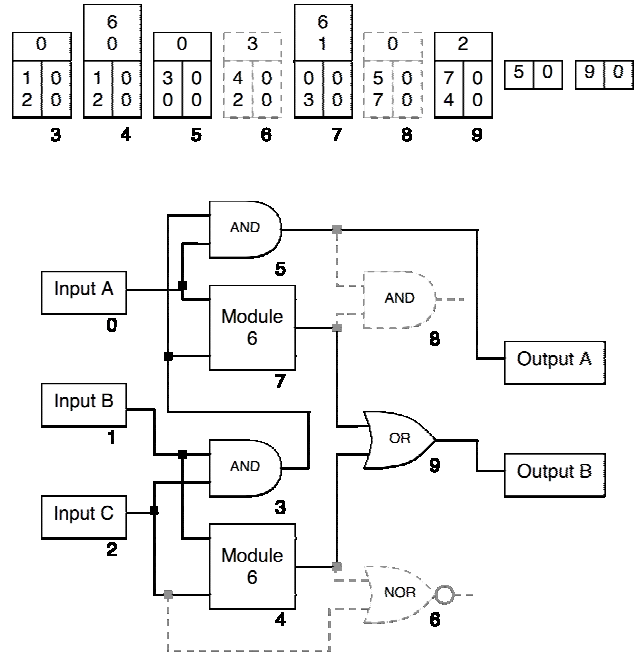 6 6
0 0 0 3 1 0 2
1 0 1 0 3 0 4 0 0 0 5 0 7 0 5 0 9 0
2 0 2 0 0 0 2 0 3 0 7 0 4 0
3 4 5 6 7 8 9
AND
5
Input A
0
Module
6
7
AND
8
Output A
Input B
1
AND
3
OR
9
Output B
Input C
2
Module
6
4
NOR
6